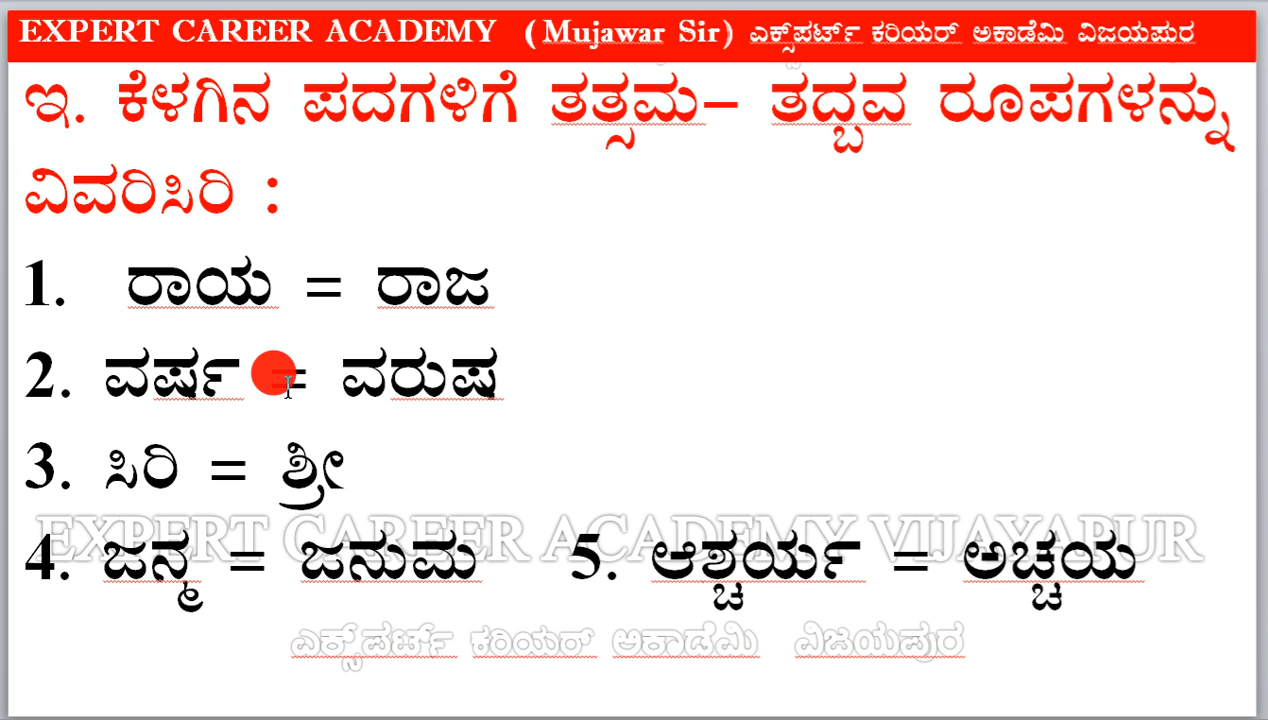 EXPERT CAREER ACADEMY (Mujawar Sir) ಎಕ್ಸ್‌ಪರ್ಟ್ ಕರಿಯರ್ ಅಕಾಡೆಮಿ ವಿಜಯಪುರ
ಇ. ಕೆಳಗಿನ ಪದಗಳಿಗೆ ತತ್ಸಮ– ತದ್ಬವ ರೂಪಗಳನ್ನು
ವಿವರಿಸಿರಿ :
1. ರಾಯ = ರಾಜ
2. ವರ್ಷ = ವರುಷ
3. ಸಿರಿ = ಶ್ರೀ
EXPERT CAREER ACADEMY VIJAYAPUR
4. ಜನ್ಮ = ಜನುಮ 5. ಆಶ್ಚರ್ಯ = ಅಚ್ಚಯ
ಎಕ್ಸ್‌ಪರ್ಟ್ ಕರಿಯರ್ ಅಕಾಡೆಮಿ ವಿಜಯಪುರ